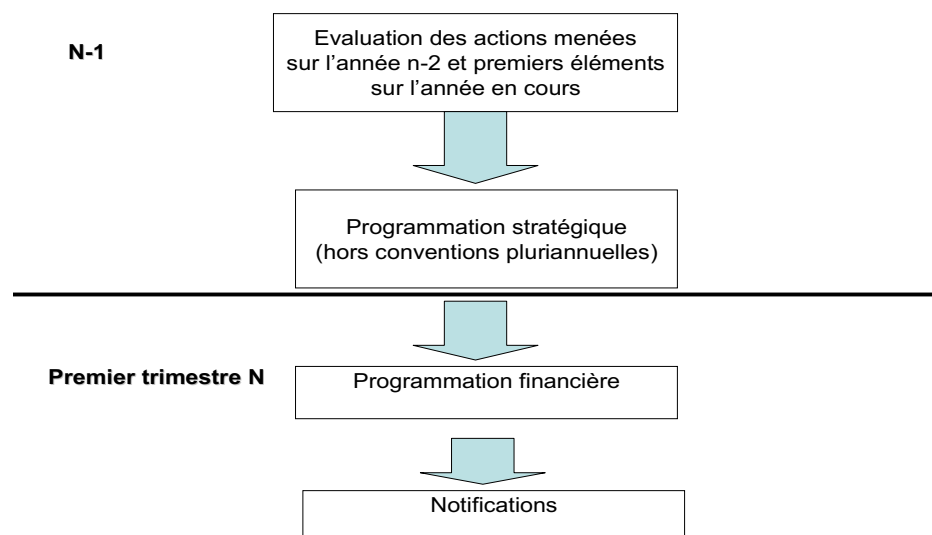 N-1
Evaluation des actions menées
sur l'année n-2 et premiers éléments
sur l'année en cours
Programmation stratégique
(hors conventions pluriannuelles)
Premier trimestre N
Programmation financière
Notifications